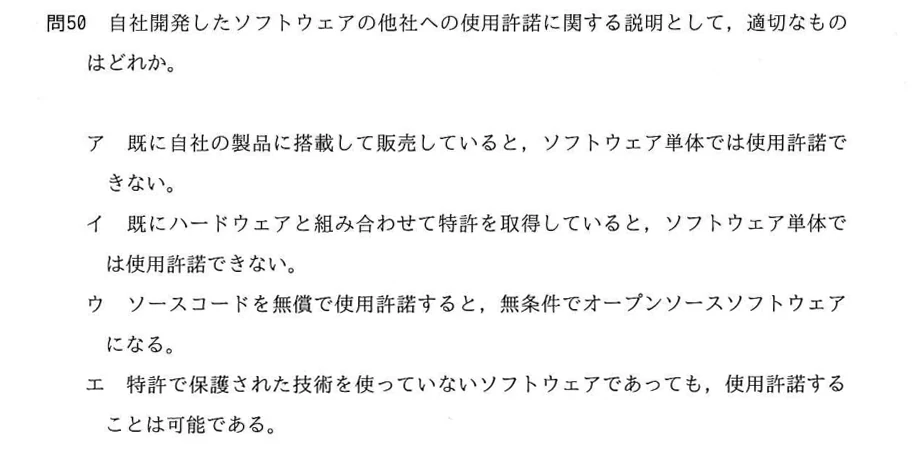 問50 自社開発したソフトウェアの他社への使用許諾に関する説明として，適切なもの
はどれか。
ア 既に自社の製品に搭載して販売していると，ソフトウェア単体では使用許諾で
きない。
イ 既にハードウェアと組み合わせて特許を取得していると，ソフトウェア単体で
は使用許諾できない。
ウ ソースコードを無償で使用許諾すると，無条件でオープンソースソフトウェア
になる。
エ 特許で保護された技術を使っていないソフトウェアであっても，使用許諾する
ことは可能である。